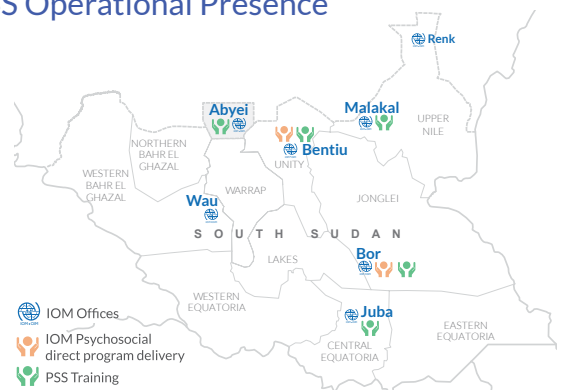 S Operational Presence
Renk
Abyei
Malakal
UPPER
NILE
NORTHERN
BAHR EL
GHAZAL
Bentiu
UNITY
WESTERN
BAHR EL
GHAZAL
WARRAP
JONGLEI
Wau
SOUTH SUDAN
Bor
LAKES
WESTERN
EQUATORIA
Juba
CENTRAL
EQUATORIA
EASTERN
EQUATORIA
IOM Offices
IOM Psychosocial
direct program delivery
PSS Training